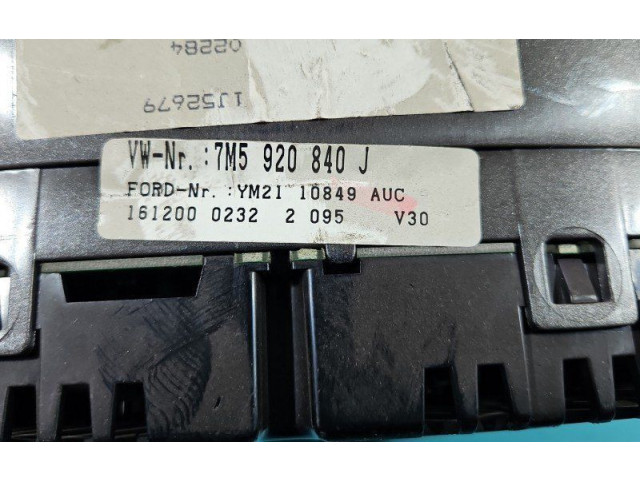 02284
1J52679
VW-Nr. :7M5 920 840 J
FORD-Nr. :YM21 10849 AUC
161200 0232 2 095 V30